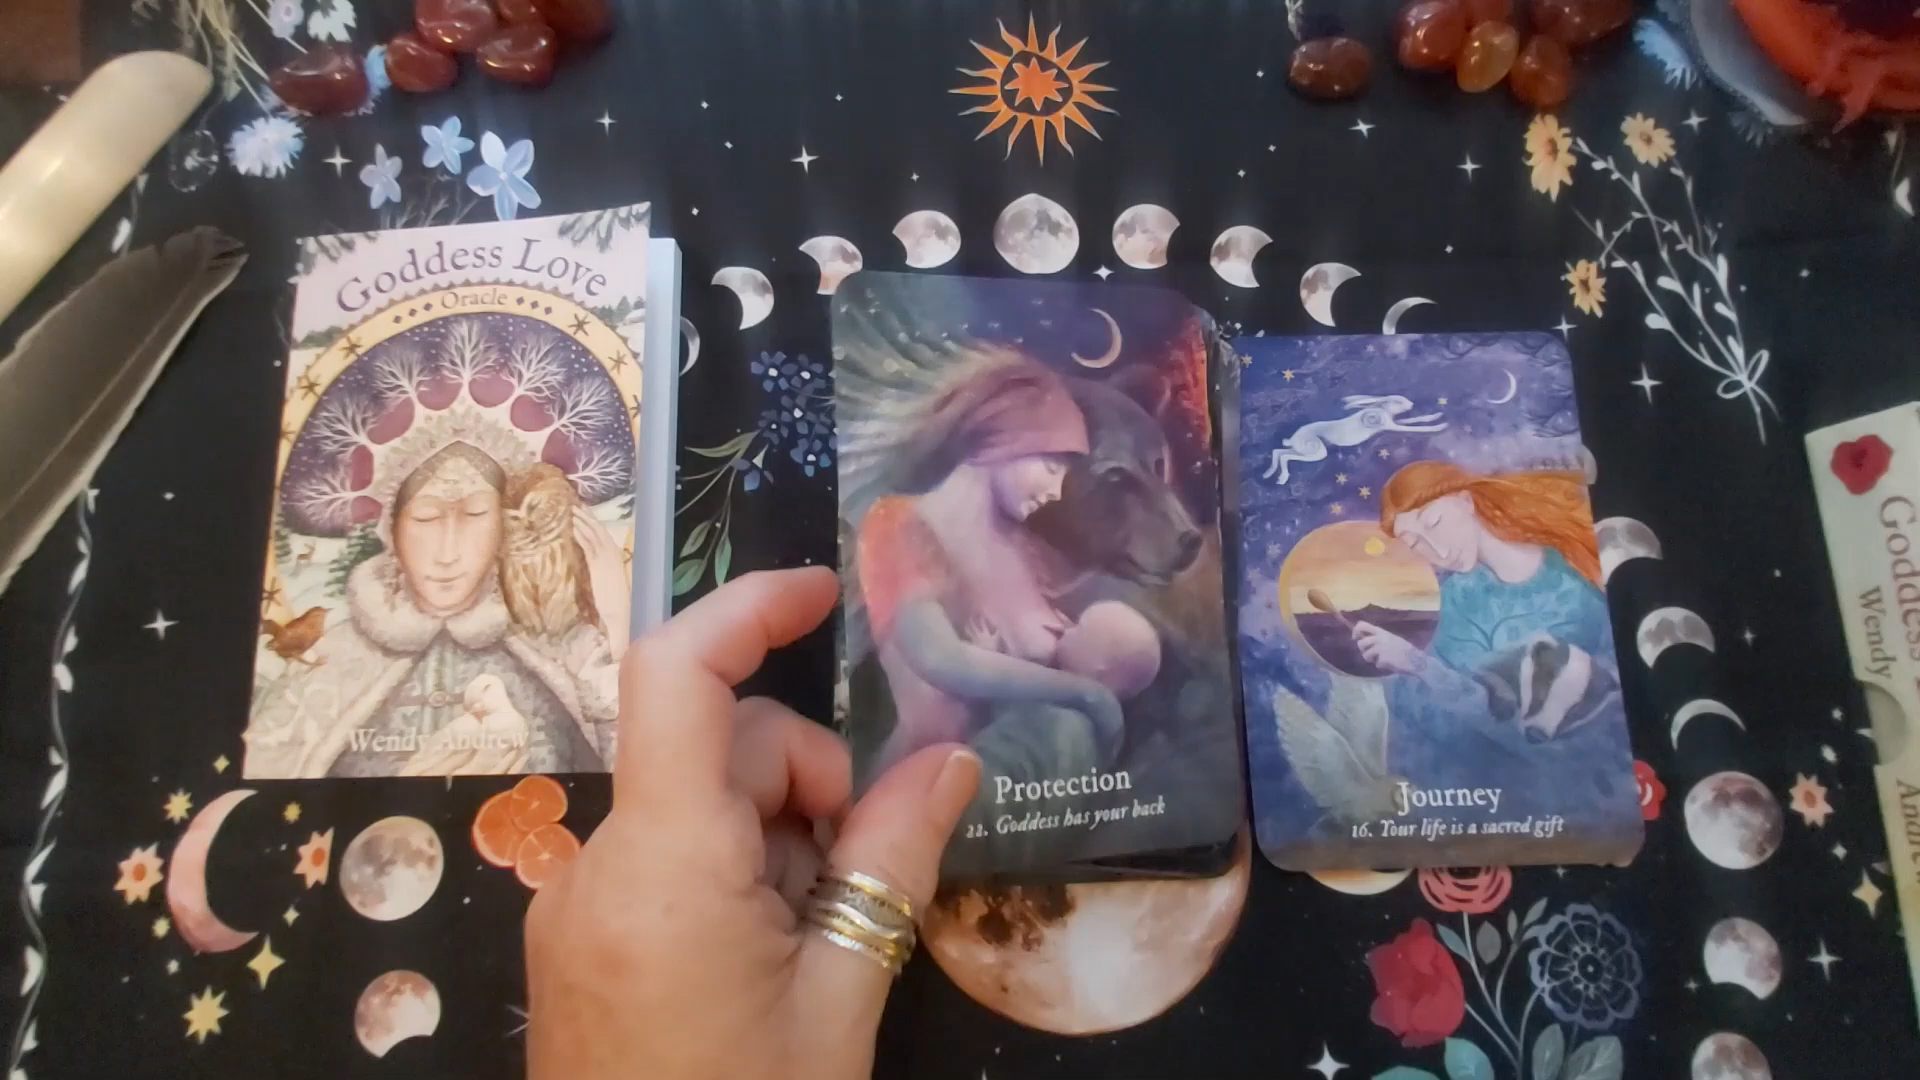 Goddess Love
Oracle
Wendy Andrew
Protection
22. Goddess has your back
Journey
16. Your life is a sacred gift
Goddess
Wendy